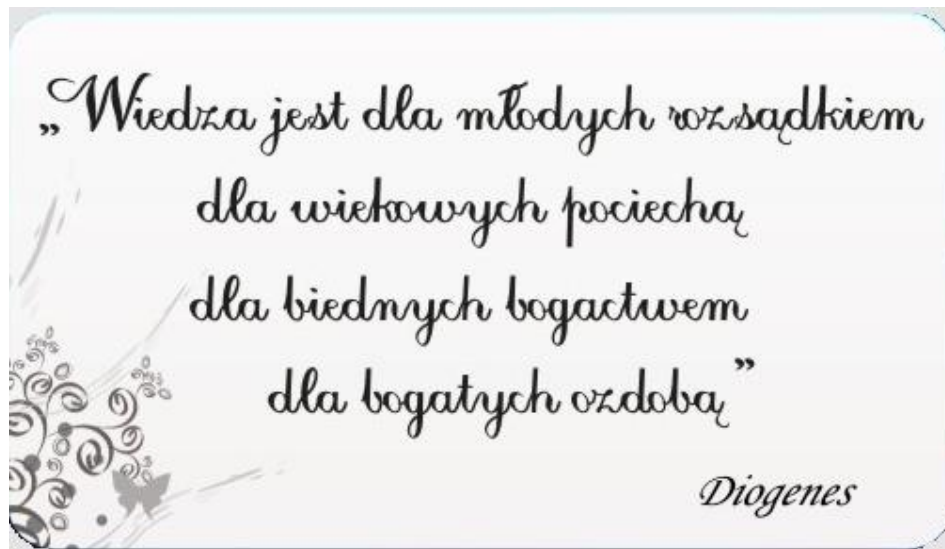 „Wiedza jest dla młodych rozsądkiem
dla wiekowych pociechą
dla biednych bogactwem
dla bogatych ozdobą”
Diogenes